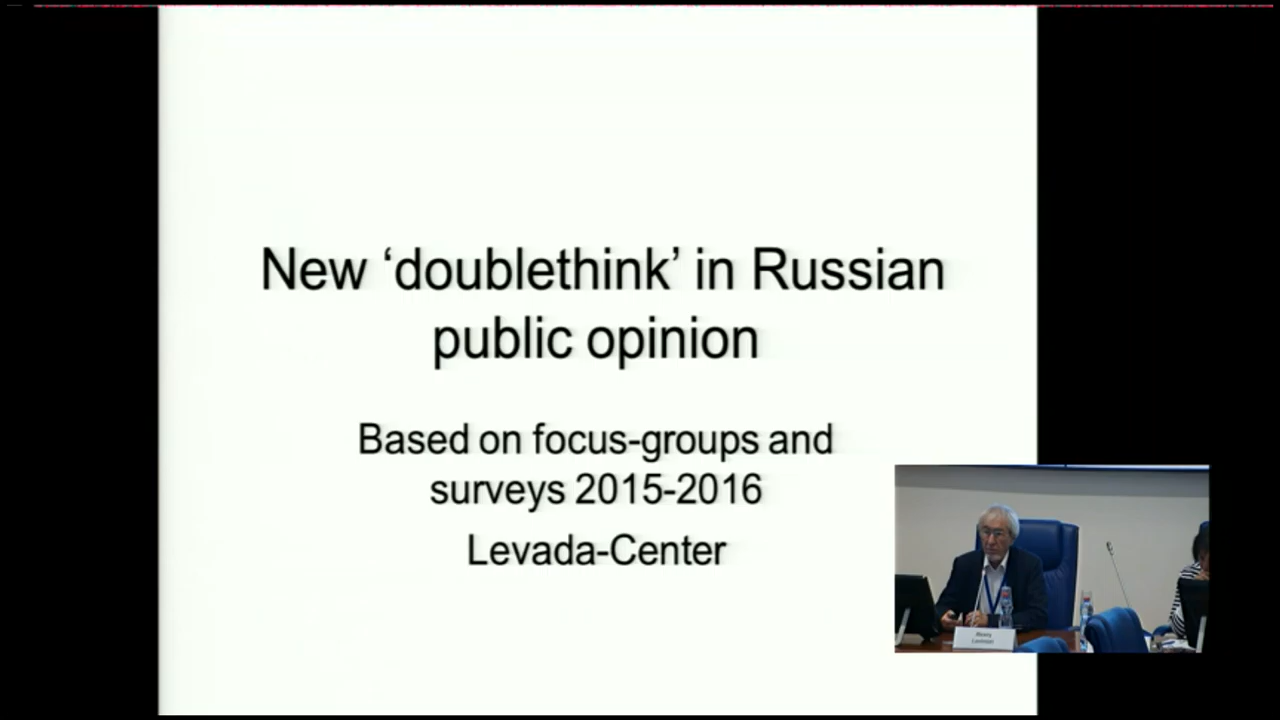 New ‘doublethink’ in Russian
public opinion
Based on focus-groups and
surveys 2015-2016
Levada-Center